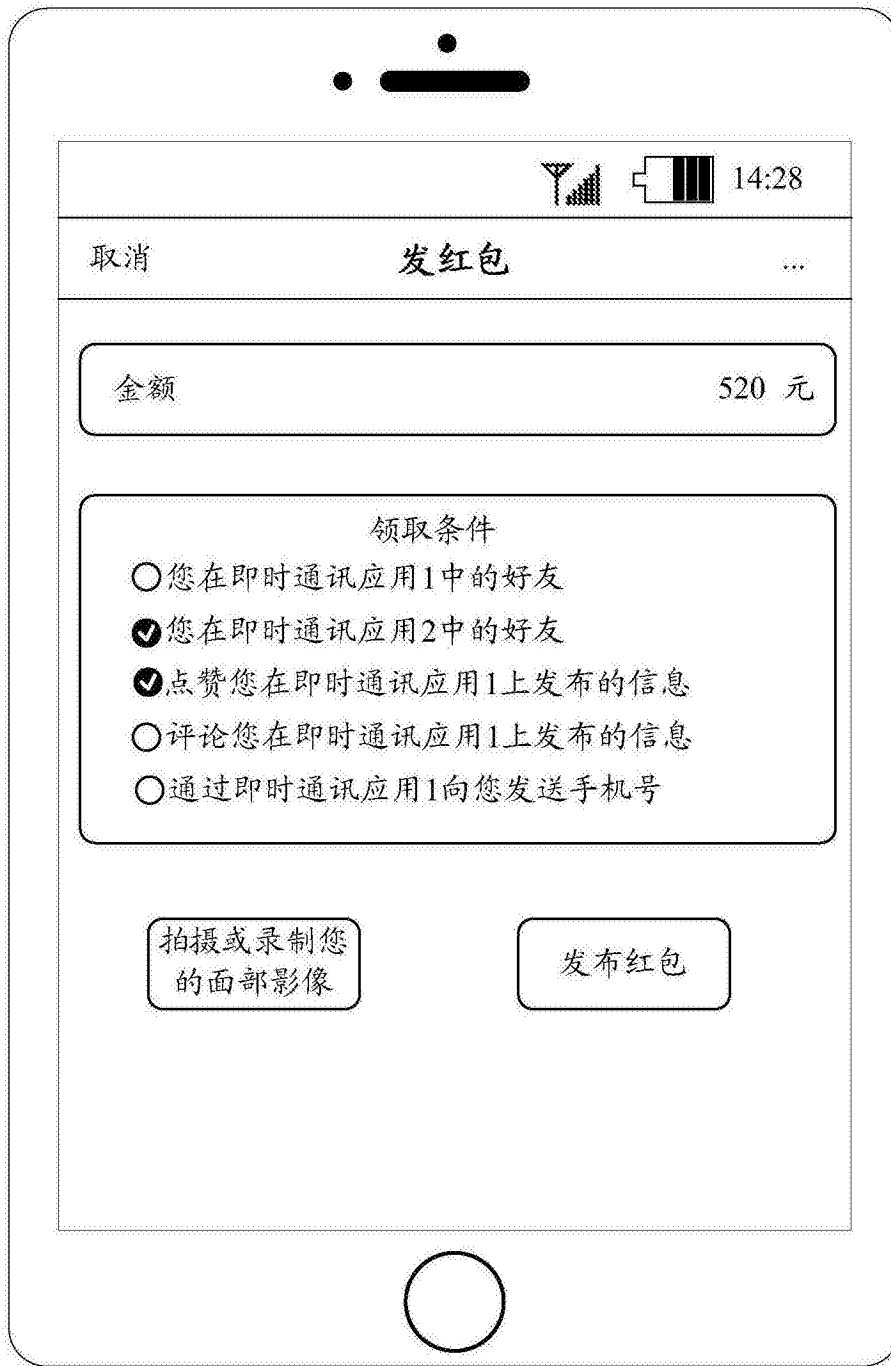 14:28
取消 发红包 ...
金额 520 元
领取条件
您在即时通讯应用1中的好友
您在即时通讯应用2中的好友
点赞您在即时通讯应用1上发布的信息
评论您在即时通讯应用1上发布的信息
通过即时通讯应用1向您发送手机号
拍摄或录制您
的面部影像
发布红包